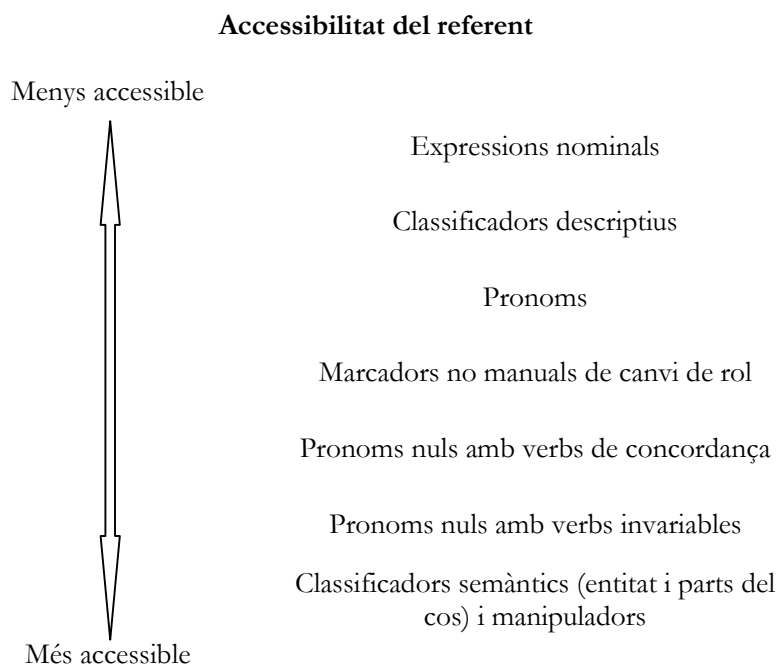 Accessibilitat del referent
Menys accessible
Expressions nominals
Classificadors descriptius
Pronoms
Marcadors no manuals de canvi de rol
Pronoms nuls amb verbs de concordança
Pronoms nuls amb verbs invariables
Classificadors semàntics (entitat i parts del
cos) i manipuladors
Més accessible